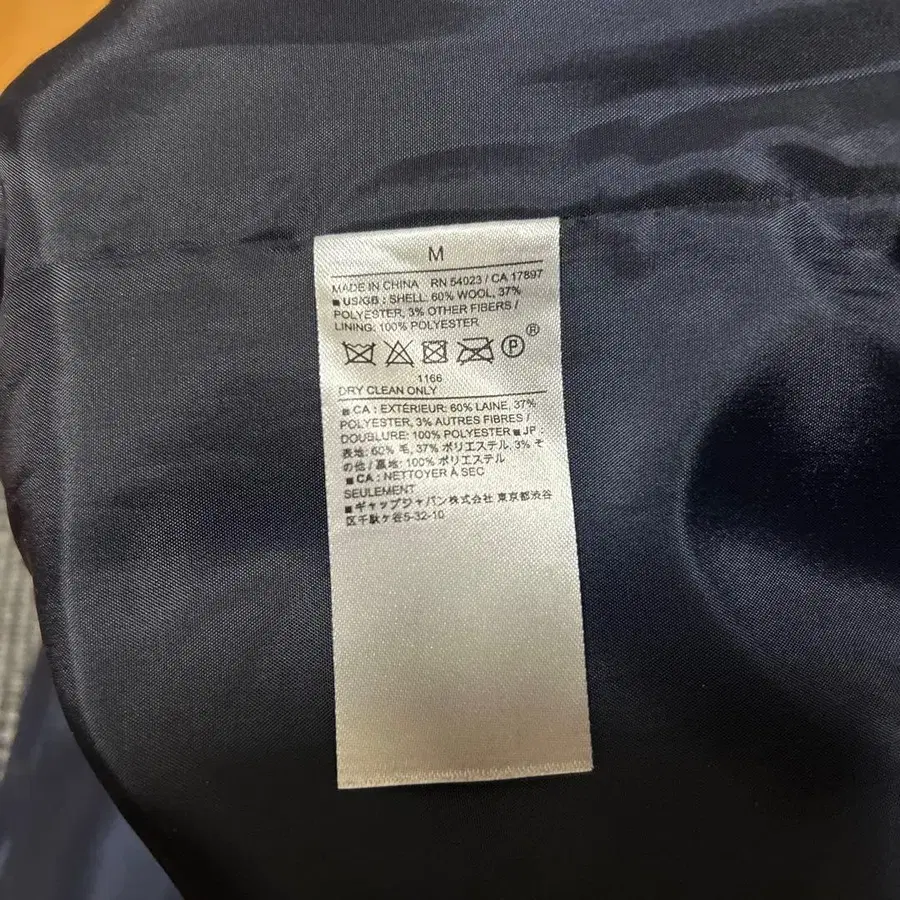 M
MADE IN CHINA RN 54023 / CA 17897
■ US/GB : SHELL: 60% WOOL, 37%
POLYESTER, 3% OTHER FIBERS /
LINING: 100% POLYESTER
P ®
1166
DRY CLEAN ONLY
■ CA : EXTÉRIEUR: 60% LAINE, 37%
POLYESTER, 3% AUTRES FIBRES /
DOUBLURE: 100% POLYESTER ■ JP :
表地: 60% 毛, 37% ポリエステル, 3% そ
の他 / 裏地: 100% ポリエステル
■ CA : NETTOYER À SEC
SEULEMENT
■ ギャップジャパン株式会社 東京都渋谷
区千駄ケ谷5-32-10